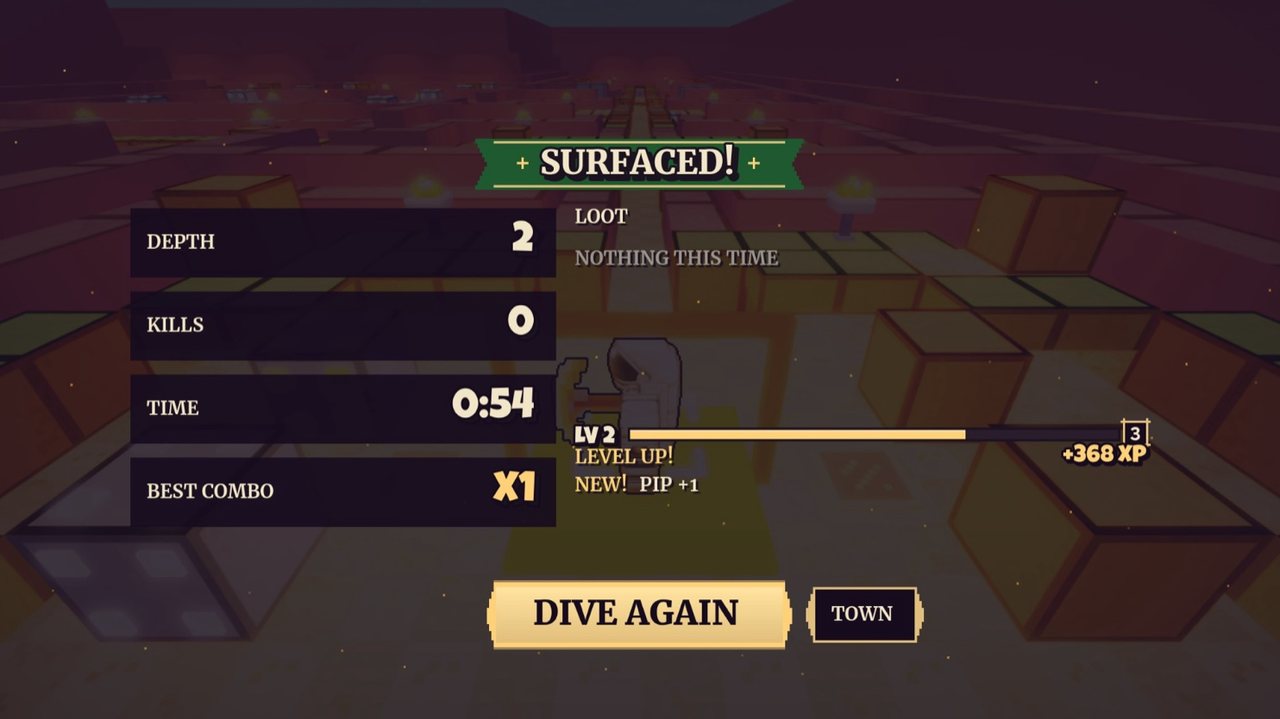 + SURFACED! +
DEPTH 2
KILLS 0
TIME 0:54
BEST COMBO X1
LOOT
NOTHING THIS TIME
LV 2 3
+368 XP
LEVEL UP!
NEW! PIP +1
DIVE AGAIN
TOWN